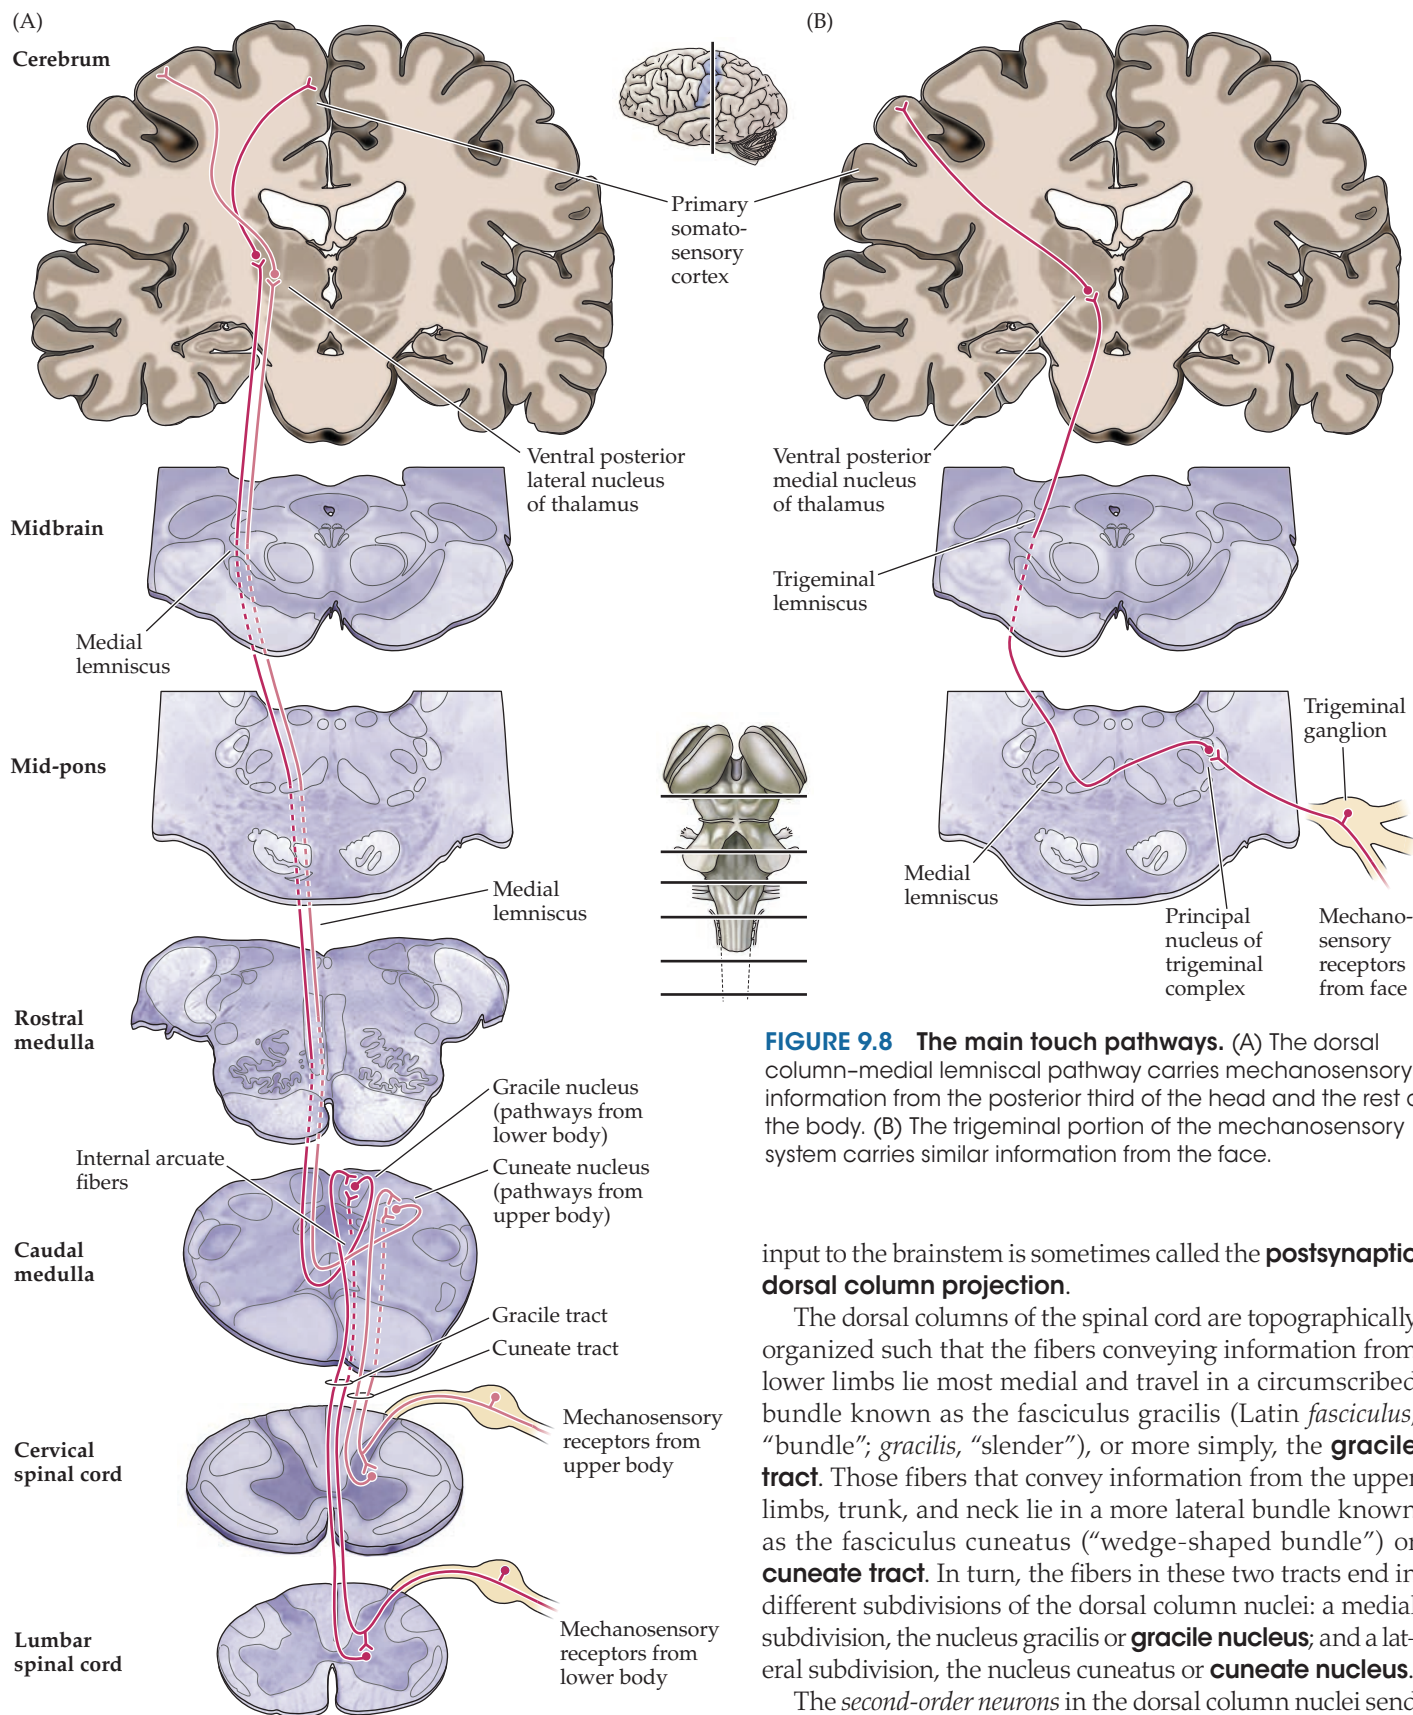 (A)
Cerebrum
Primary
somato-
sensory
cortex
Ventral posterior
lateral nucleus
of thalamus
Midbrain
Medial
lemniscus
Mid-pons
Medial
lemniscus
Rostral
medulla
Gracile nucleus
(pathways from
lower body)
Internal arcuate
fibers
Cuneate nucleus
(pathways from
upper body)
Caudal
medulla
Gracile tract
Cuneate tract
Mechanosensory
receptors from
upper body
Cervical
spinal cord
Mechanosensory
receptors from
lower body
Lumbar
spinal cord
(B)
Ventral posterior
medial nucleus
of thalamus
Trigeminal
lemniscus
Trigeminal
ganglion
Medial
lemniscus
Principal
nucleus of
trigeminal
complex
Mechano-
sensory
receptors
from face
FIGURE 9.8 The main touch pathways. (A) The dorsal
column–medial lemniscal pathway carries mechanosensory
information from the posterior third of the head and the rest
the body. (B) The trigeminal portion of the mechanosensory
system carries similar information from the face.
input to the brainstem is sometimes called the postsynaptic
dorsal column projection.
The dorsal columns of the spinal cord are topographically
organized such that the fibers conveying information from
lower limbs lie most medial and travel in a circumscribed
bundle known as the fasciculus gracilis (Latin fasciculus,
“bundle”; gracilis, “slender”), or more simply, the gracile
tract. Those fibers that convey information from the upper
limbs, trunk, and neck lie in a more lateral bundle known
as the fasciculus cuneatus (“wedge-shaped bundle”) or
cuneate tract. In turn, the fibers in these two tracts end in
different subdivisions of the dorsal column nuclei: a medial
subdivision, the nucleus gracilis or gracile nucleus; and a lat-
eral subdivision, the nucleus cuneatus or cuneate nucleus.
The second-order neurons in the dorsal column nuclei send